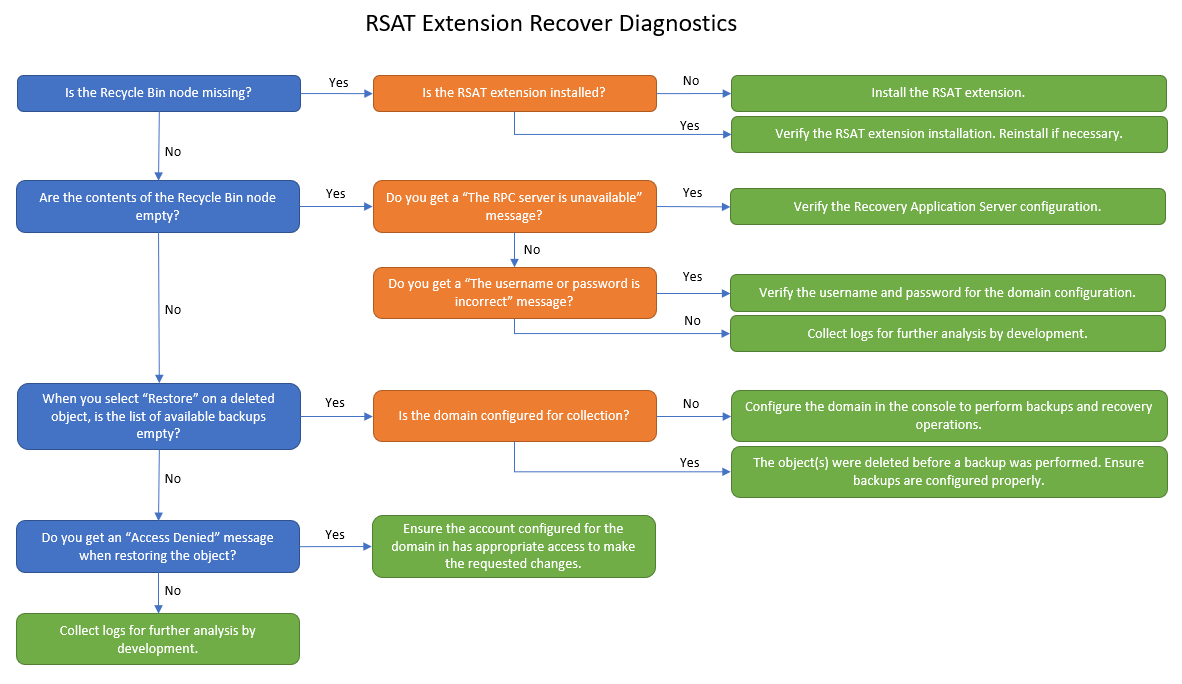 RSAT Extension Recover Diagnostics
Is the Recycle Bin node missing?
Yes
Is the RSAT extension installed?
No
Install the RSAT extension.
Yes
Verify the RSAT extension installation. Reinstall if necessary.
No
Are the contents of the Recycle Bin node
empty?
Yes
Do you get a “The RPC server is unavailable”
message?
Yes
Verify the Recovery Application Server configuration.
No
Do you get a “The username or password is
incorrect” message?
Yes
Verify the username and password for the domain configuration.
No
Collect logs for further analysis by development.
No
When you select “Restore” on a deleted
object, is the list of available backups
empty?
Yes
Is the domain configured for collection?
No
Configure the domain in the console to perform backups and recovery
operations.
Yes
The object(s) were deleted before a backup was performed. Ensure
backups are configured properly.
No
Do you get an “Access Denied” message
when restoring the object?
Yes
Ensure the account configured for the
domain in has appropriate access to make
the requested changes.
No
Collect logs for further analysis by
development.